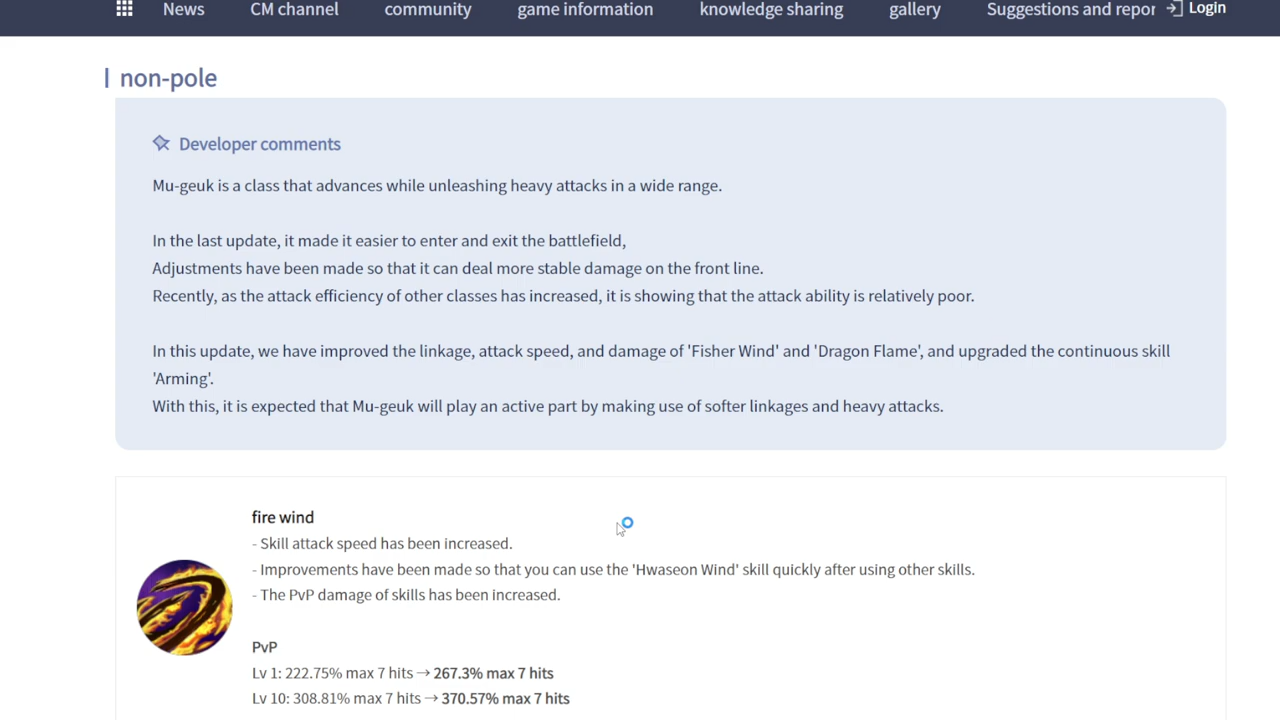 News CM channel community game information knowledge sharing gallery Suggestions and repor Login
non-pole
Developer comments
Mu-geuk is a class that advances while unleashing heavy attacks in a wide range.
In the last update, it made it easier to enter and exit the battlefield,
Adjustments have been made so that it can deal more stable damage on the front line.
Recently, as the attack efficiency of other classes has increased, it is showing that the attack ability is relatively poor.
In this update, we have improved the linkage, attack speed, and damage of 'Fisher Wind' and 'Dragon Flame', and upgraded the continuous skill
'Arming'.
With this, it is expected that Mu-geuk will play an active part by making use of softer linkages and heavy attacks.
fire wind
- Skill attack speed has been increased.
- Improvements have been made so that you can use the 'Hwaseon Wind' skill quickly after using other skills.
- The PvP damage of skills has been increased.
PvP
Lv 1: 222.75% max 7 hits → 267.3% max 7 hits
Lv 10: 308.81% max 7 hits → 370.57% max 7 hits